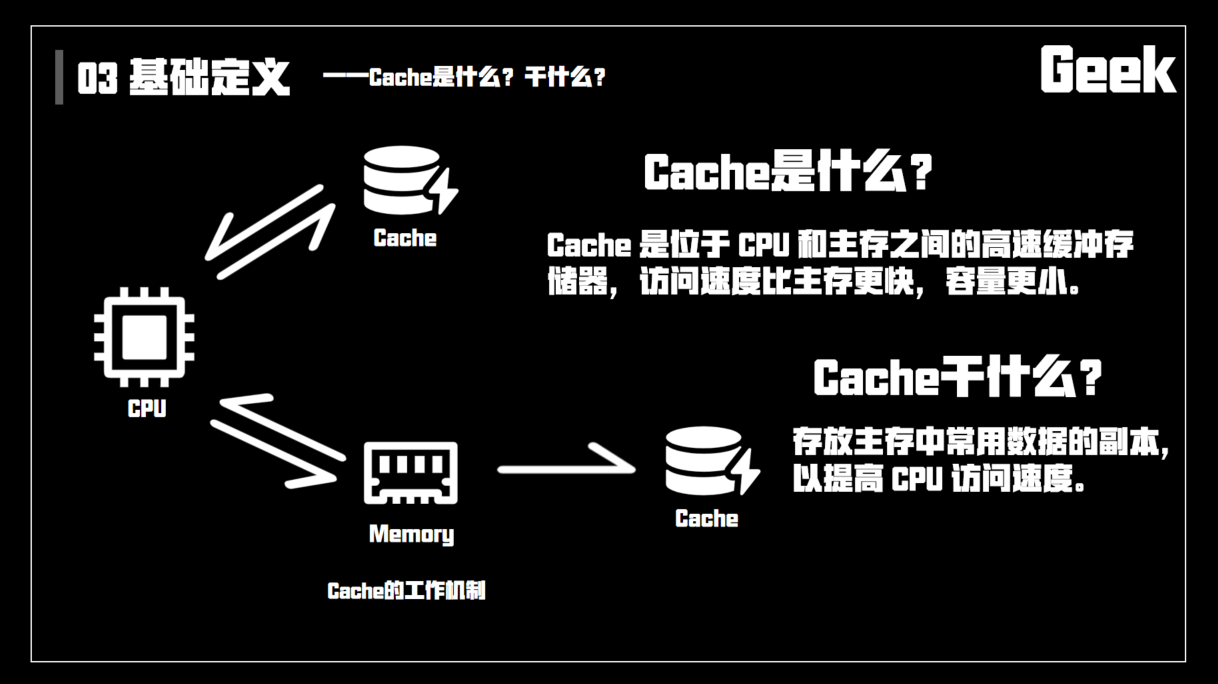 03 基础定义 ——Cache是什么？干什么？
Geek
Cache是什么？
Cache 是位于 CPU 和主存之间的高速缓冲存
储器，访问速度比主存更快，容量更小。
Cache
CPU
Cache干什么？
存放主存中常用数据的副本，
以提高 CPU 访问速度。
Memory
Cache
Cache的工作机制